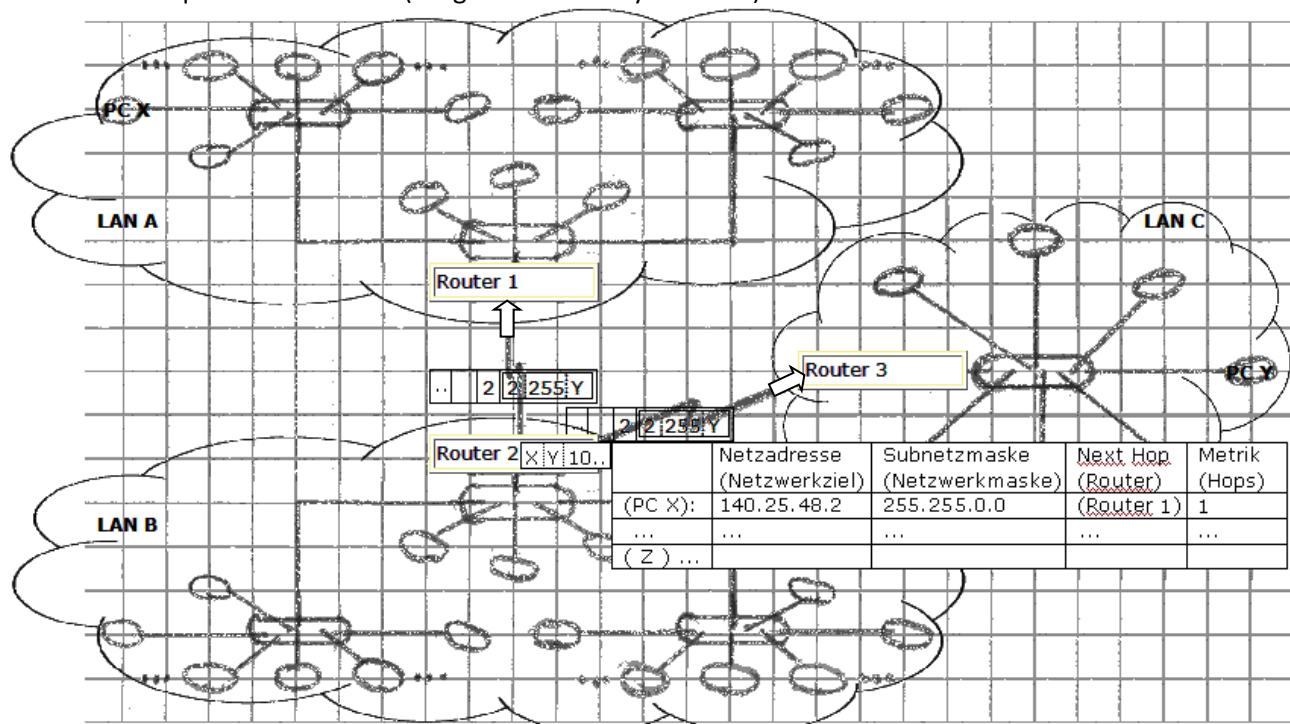 PC X
LAN A
LAN C
Router 1
Router 3
PC Y
.. 2 2 255 Y
2 2 255 Y
Router 2 X Y 10..
Netzadresse (Netzwerkziel) Subnetzmaske (Netzwerkmaske) Next Hop (Router) Metrik (Hops)
(PC X): 140.25.48.2 255.255.0.0 (Router 1) 1
... ... ... ... ...
( Z ) ...
LAN B